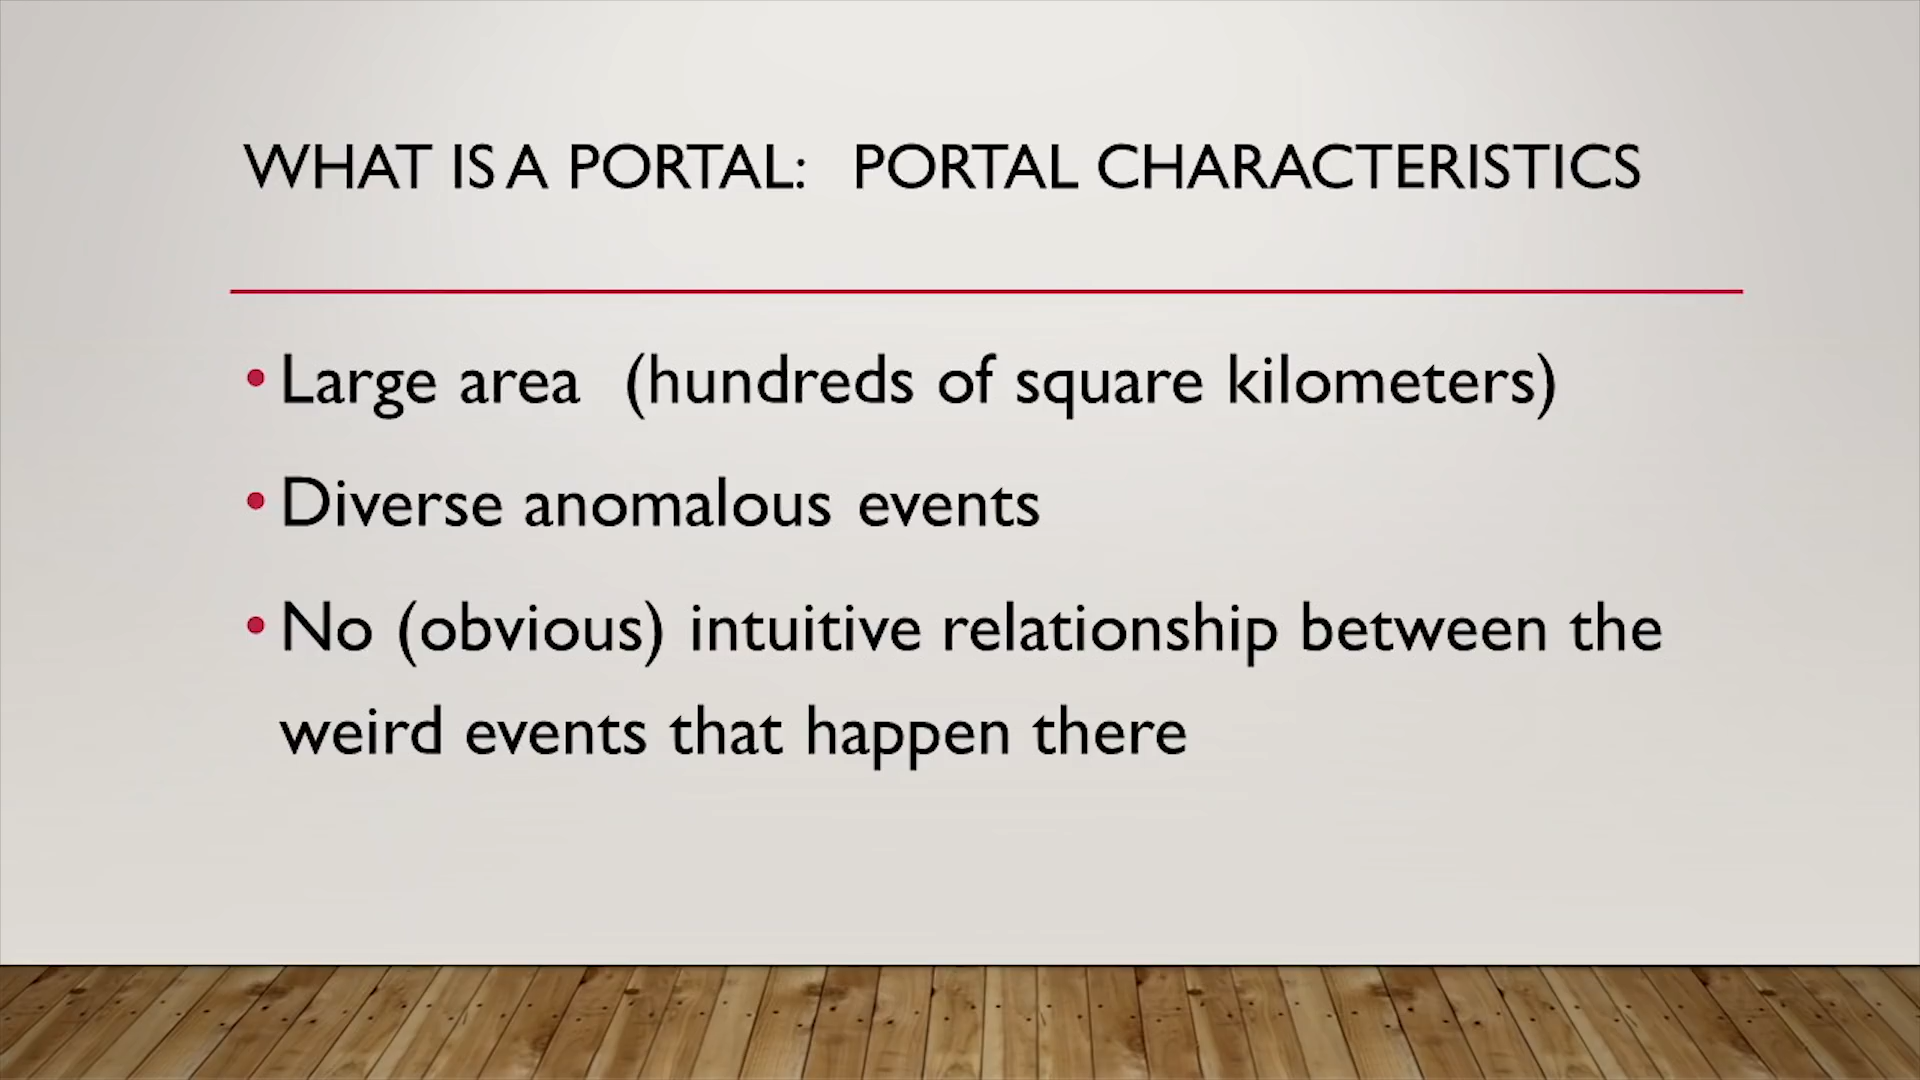 WHAT IS A PORTAL: PORTAL CHARACTERISTICS
• Large area (hundreds of square kilometers)
• Diverse anomalous events
• No (obvious) intuitive relationship between the
weird events that happen there